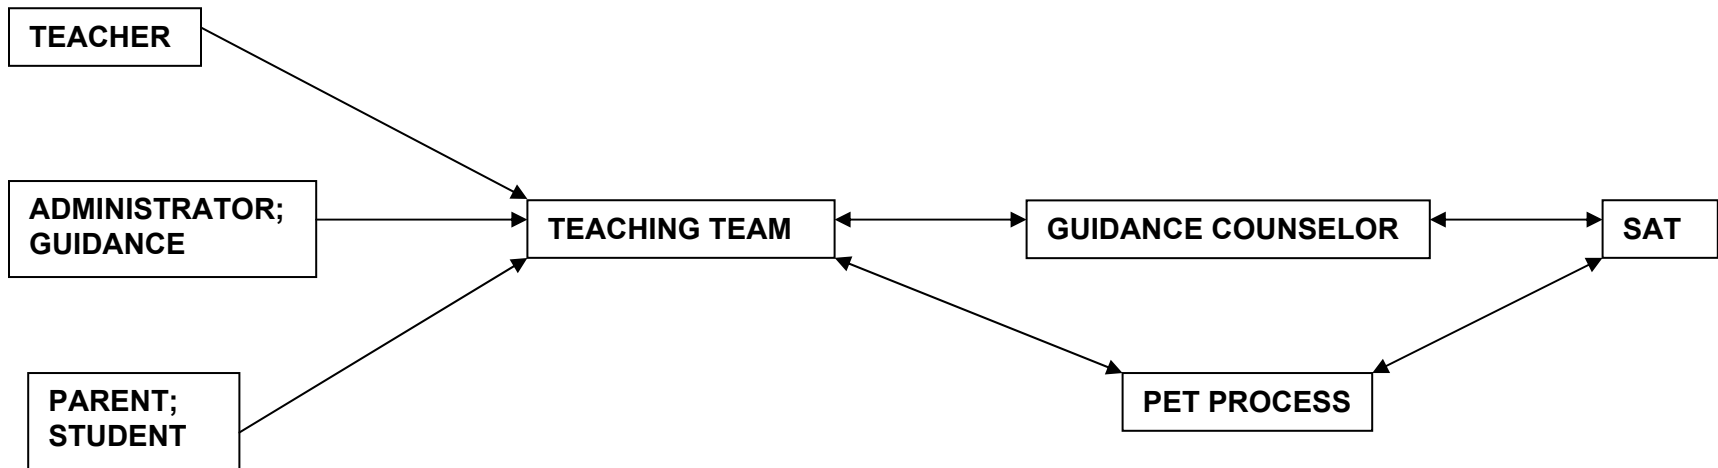 TEACHER
ADMINISTRATOR;
GUIDANCE
TEACHING TEAM
GUIDANCE COUNSELOR
SAT
PARENT;
STUDENT
PET PROCESS